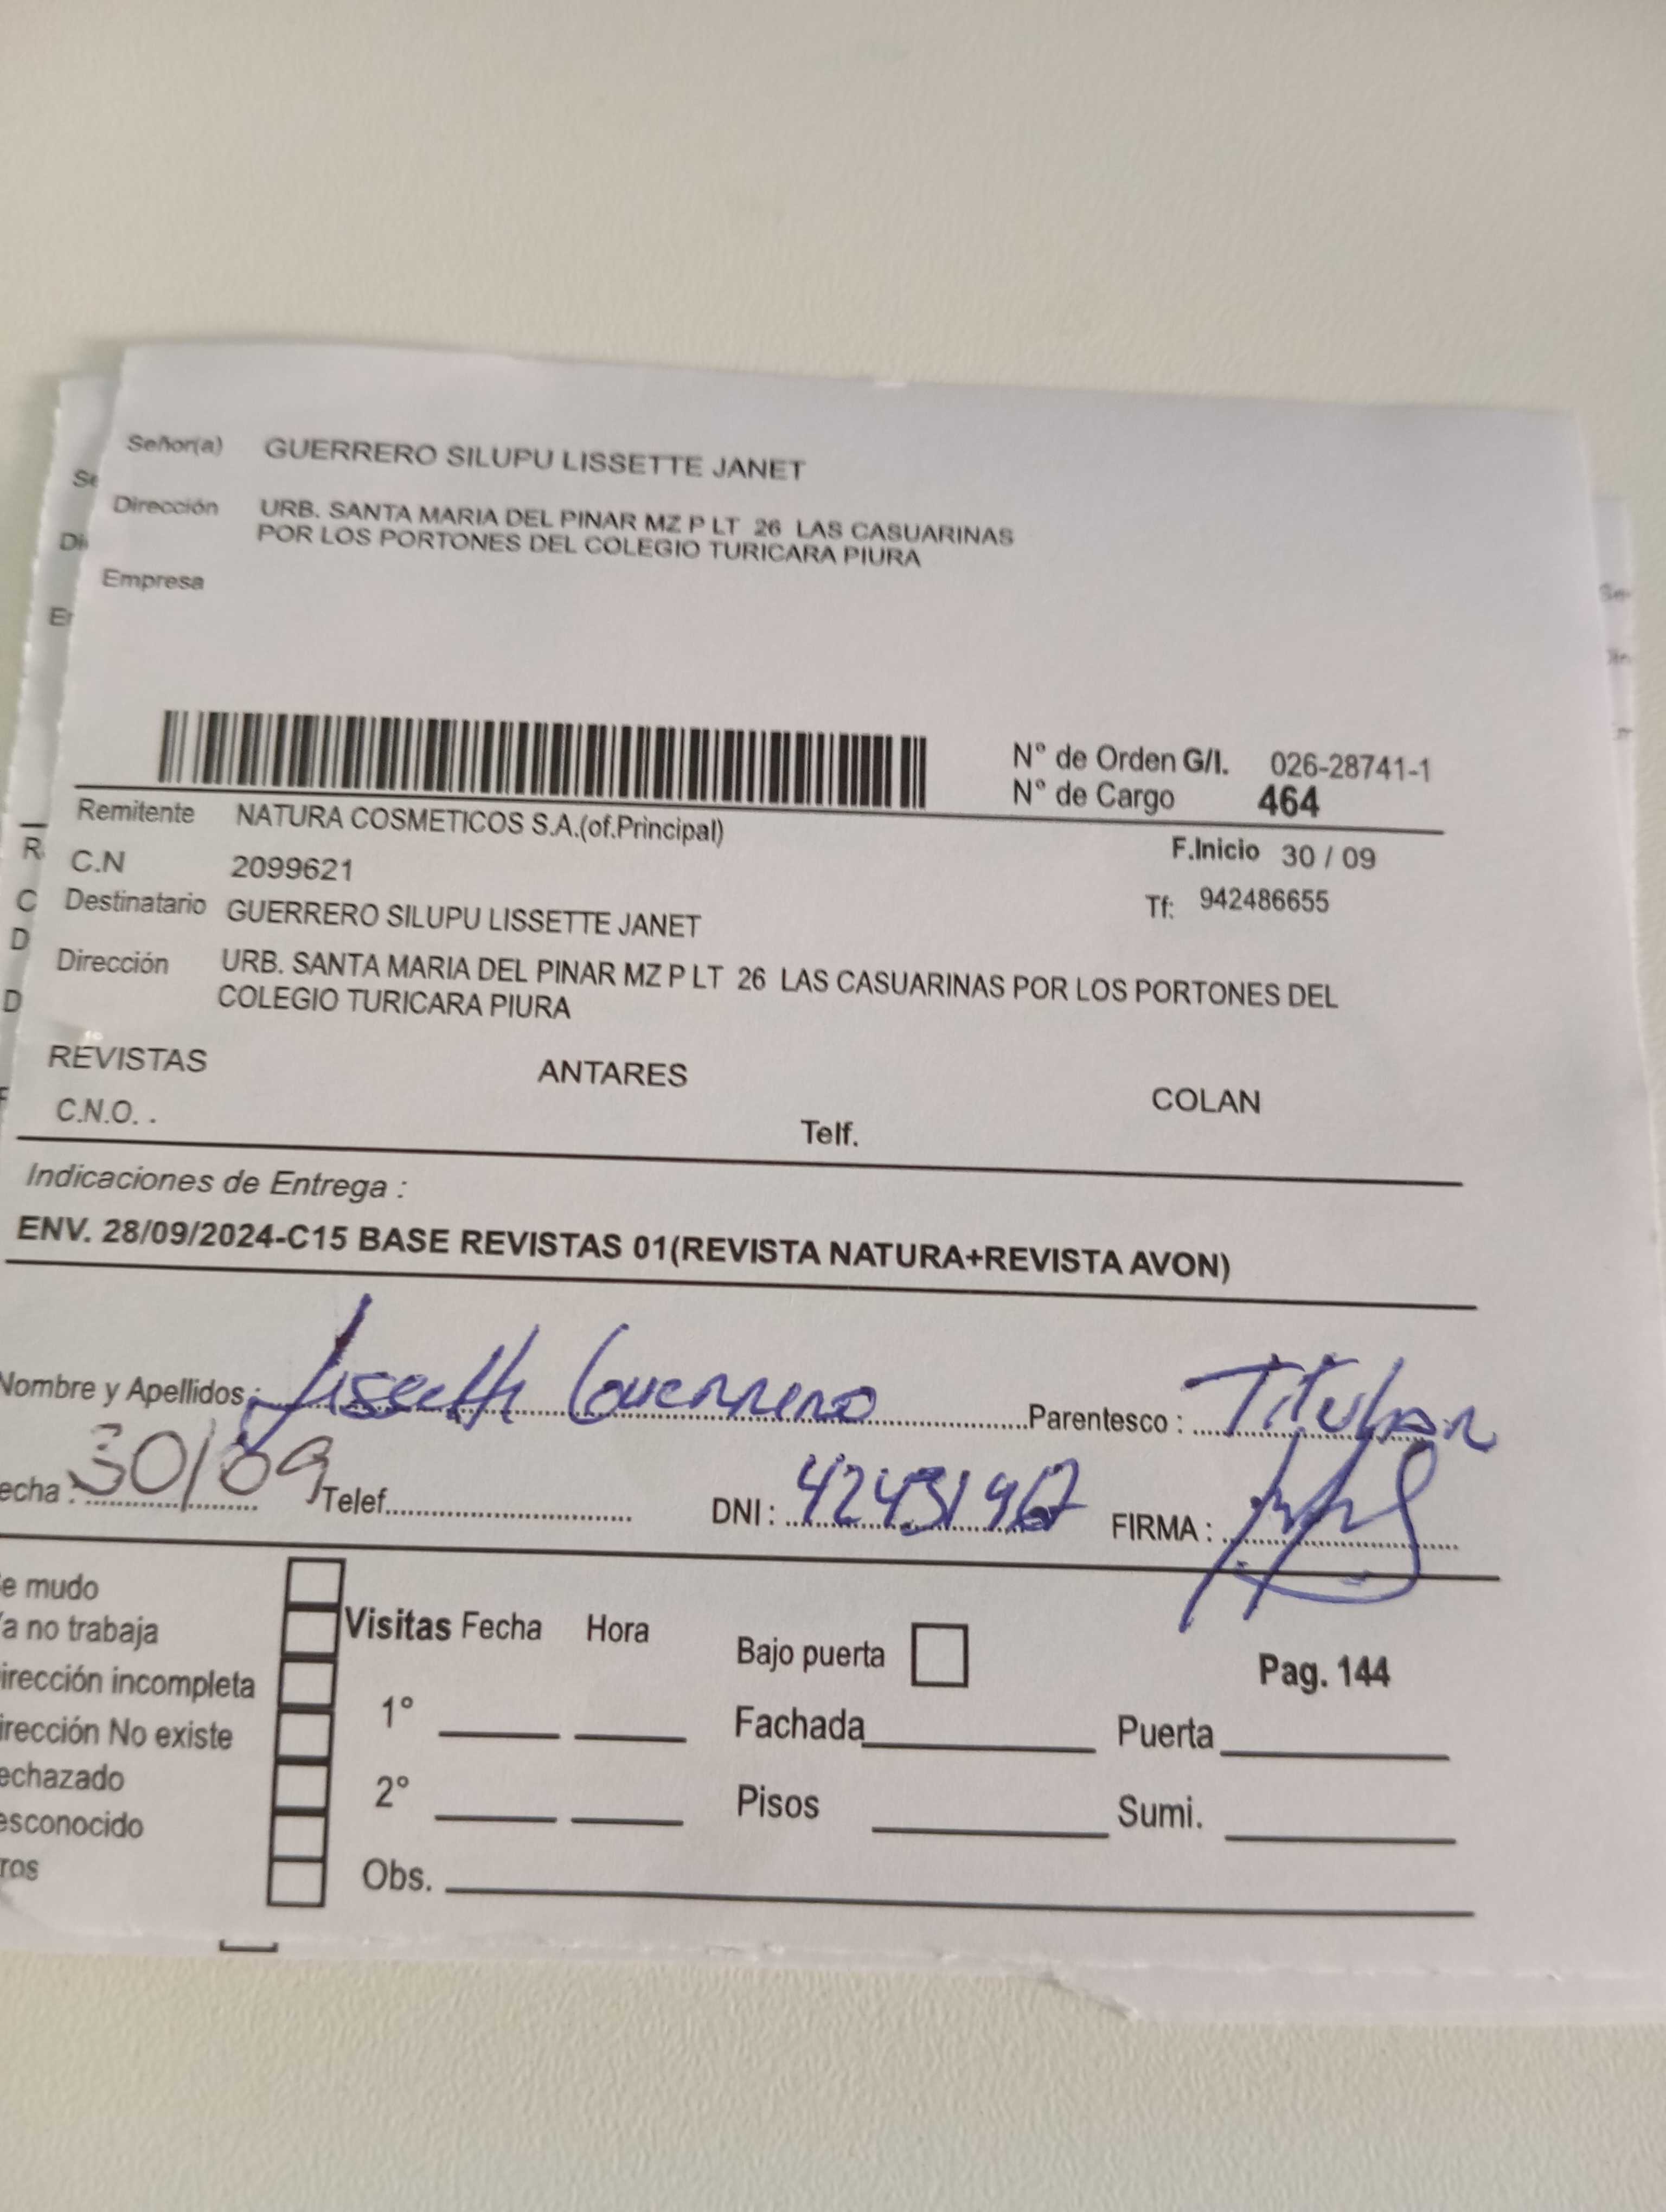 Señor(a) GUERRERO SILUPU LISSETTE JANET
Dirección URB. SANTA MARIA DEL PINAR MZ P LT 26 LAS CASUARINAS
POR LOS PORTONES DEL COLEGIO TURICARA PIURA
Empresa
N° de Orden G/I. 026-28741-1
N° de Cargo 464
Remitente NATURA COSMETICOS S.A.(of.Principal)
F.Inicio 30 / 09
C.N 2099621
Tf: 942486655
Destinatario GUERRERO SILUPU LISSETTE JANET
Dirección URB. SANTA MARIA DEL PINAR MZ P LT 26 LAS CASUARINAS POR LOS PORTONES DEL
COLEGIO TURICARA PIURA
REVISTAS ANTARES COLAN
C.N.O. . Telf.
Indicaciones de Entrega :
ENV. 28/09/2024-C15 BASE REVISTAS 01(REVISTA NATURA+REVISTA AVON)
Nombre y Apellidos : Lissette Guerrero Parentesco : Titular
echa : 30/09 Telef. DNI : FIRMA :
e mudo
a no trabaja
irección incompleta
irección No existe
echazado
esconocido
ros
Visitas Fecha Hora
1°
2°
Obs.
Bajo puerta
Pag. 144
Fachada Puerta
Pisos Sumi.